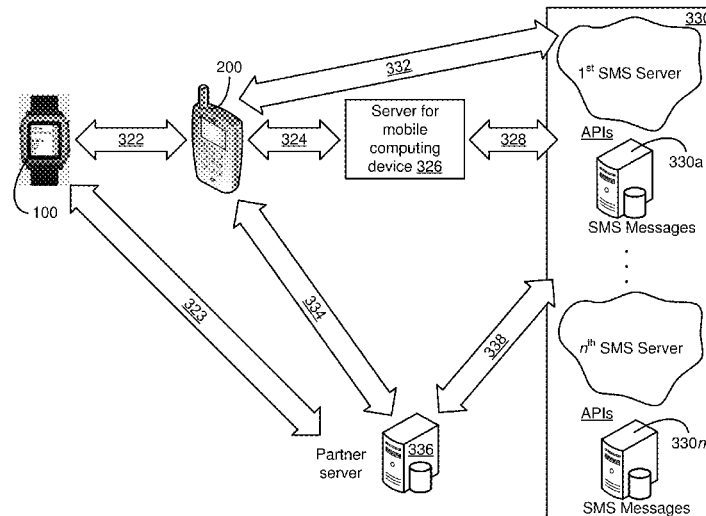 330
200
332
1st SMS Server
322
324
Server for
mobile
computing
device 326
328
APIs
330a
100
SMS Messages
323
334
338
nth SMS Server
APIs
Partner
server
336
330n
SMS Messages